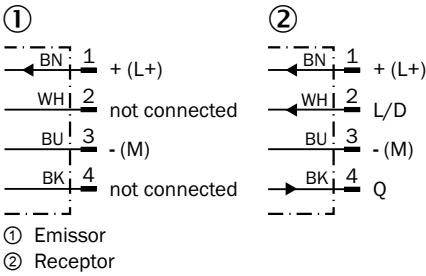 ① ②
BN 1 + (L+) BN 1 + (L+)
WH 2 not connected WH 2 L/D
BU 3 - (M) BU 3 - (M)
BK 4 not connected BK 4 Q
① Emissor
② Receptor